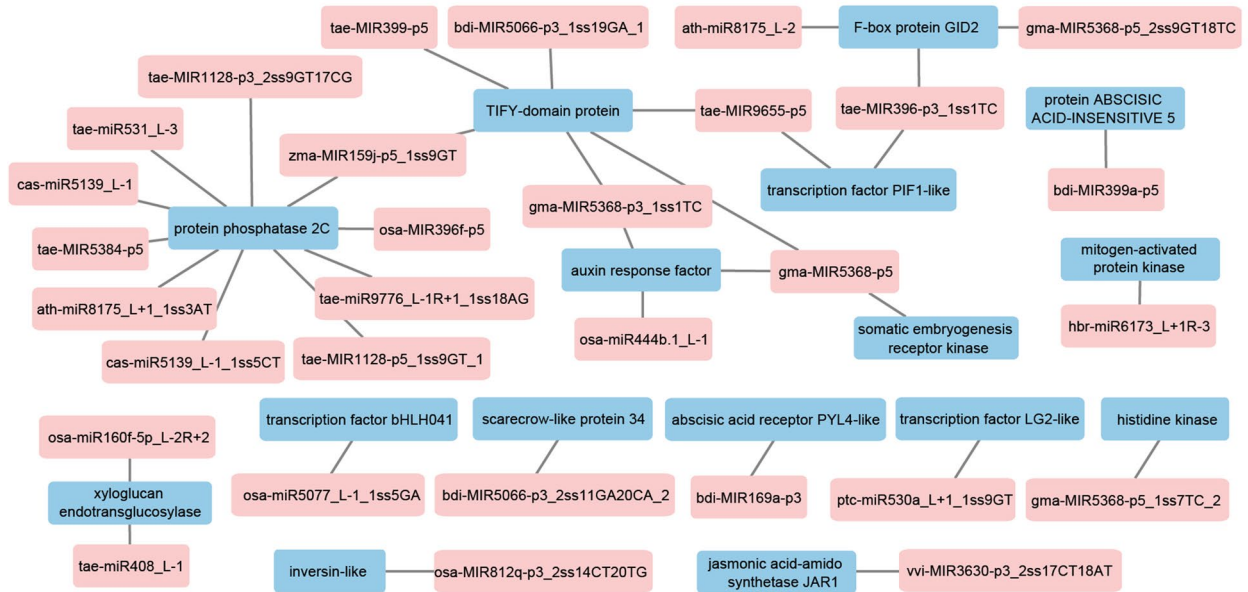 tae-MIR399-p5
bdi-MIR5066-p3_1ss19GA_1
ath-miR8175_L-2
F-box protein GID2
gma-MIR5368-p5_2ss9GT18TC
tae-MIR1128-p3_2ss9GT17CG
TIFY-domain protein
tae-MIR9655-p5
tae-MIR396-p3_1ss1TC
protein ABSCISIC
ACID-INSENSITIVE 5
tae-miR531_L-3
zma-MIR159j-p5_1ss9GT
cas-miR5139_L-1
transcription factor PIF1-like
bdi-MIR399a-p5
gma-MIR5368-p3_1ss1TC
protein phosphatase 2C
osa-MIR396f-p5
tae-MIR5384-p5
auxin response factor
gma-MIR5368-p5
mitogen-activated
protein kinase
ath-miR8175_L+1_1ss3AT
tae-miR9776_L-1R+1_1ss18AG
osa-miR444b.1_L-1
somatic embryogenesis
receptor kinase
hbr-miR6173_L+1R-3
cas-miR5139_L-1_1ss5CT
tae-MIR1128-p5_1ss9GT_1
osa-miR160f-5p_L-2R+2
transcription factor bHLH041
scarecrow-like protein 34
abscisic acid receptor PYL4-like
transcription factor LG2-like
histidine kinase
xyloglucan
endotransglucosylase
osa-miR5077_L-1_1ss5GA
bdi-MIR5066-p3_2ss11GA20CA_2
bdi-MIR169a-p3
ptc-miR530a_L+1_1ss9GT
gma-MIR5368-p5_1ss7TC_2
tae-miR408_L-1
inversin-like
osa-MIR812q-p3_2ss14CT20TG
jasmonic acid-amido
synthetase JAR1
vvi-MIR3630-p3_2ss17CT18AT